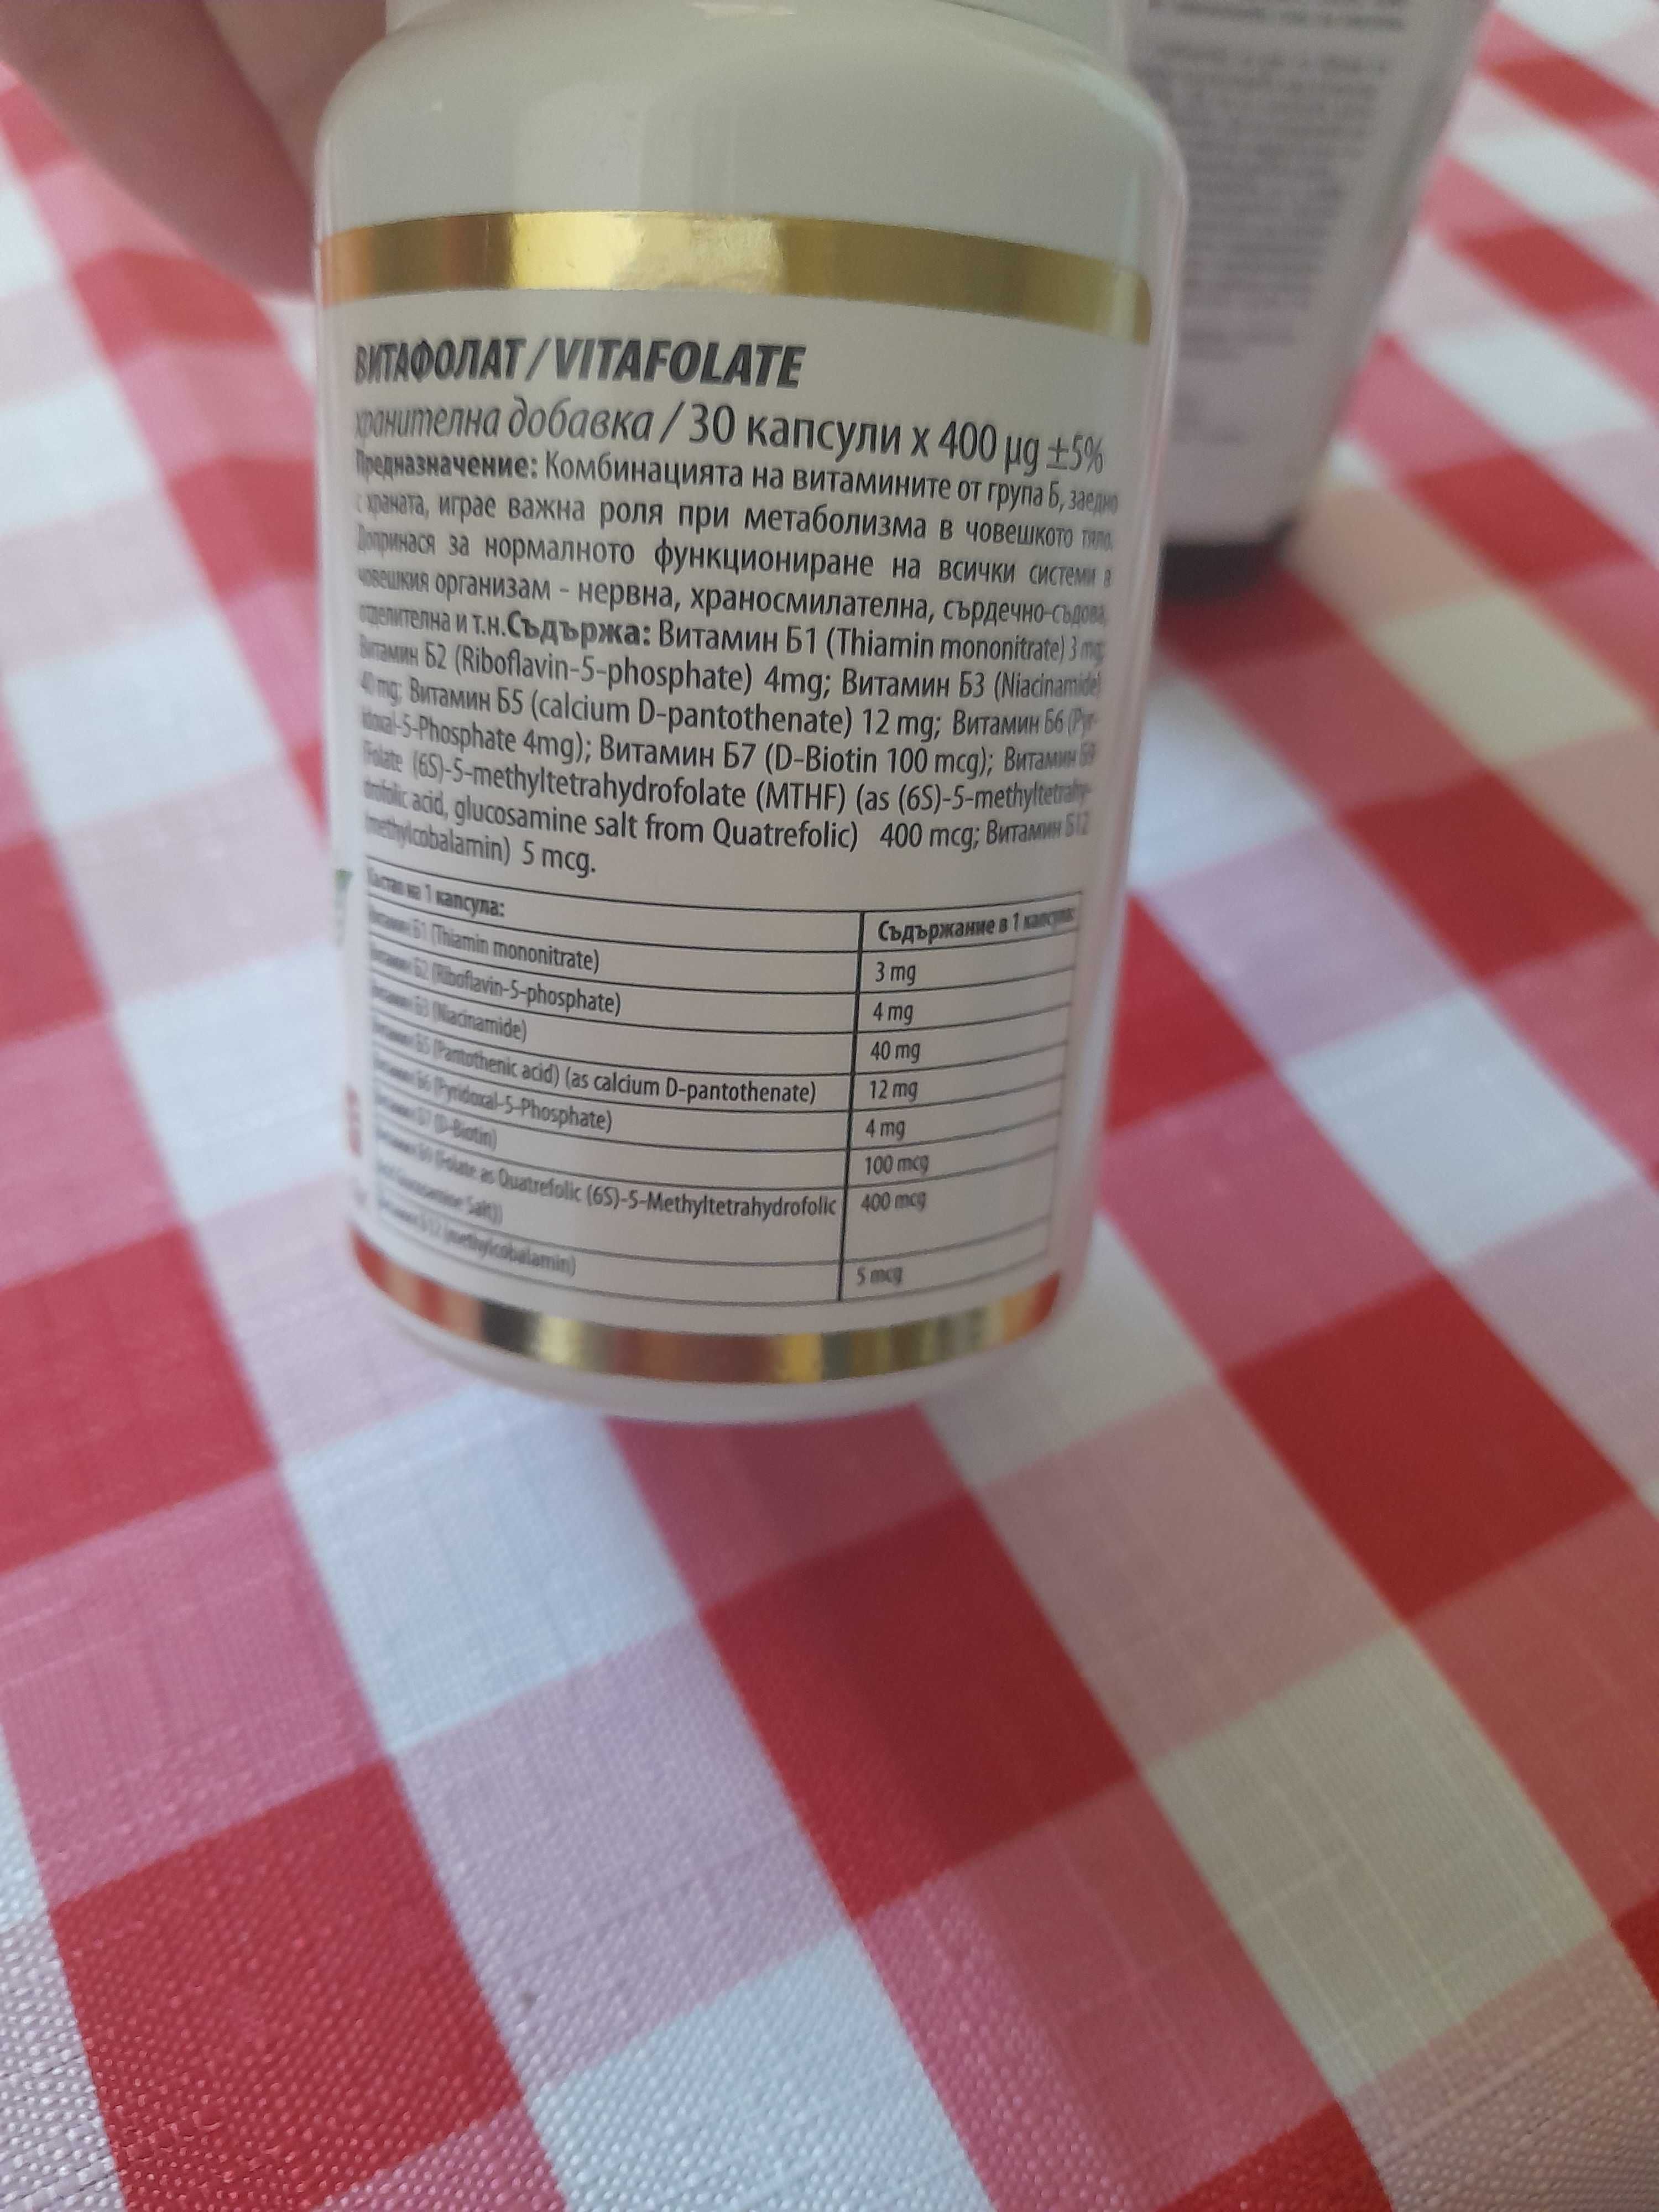 ВИТАФОЛАТ / VITAFOLATE
хранителна добавка / 30 капсули x 400 µg ±5%
Предназначение: Комбинацията на витамините от група Б, заедно
с храната, играе важна роля при метаболизма в човешкото тяло.
Допринася за нормалното функциониране на всички системи в
човешкия организам - нервна, храносмилателна, сърдечно-съдова,
отделителна и т.н.Съдържа: Витамин Б1 (Thiamin mononitrate) 3 mg;
Витамин Б2 (Riboflavin-5-phosphate) 4mg; Витамин Б3 (Niacinamide)
40 mg; Витамин Б5 (calcium D-pantothenate) 12 mg; Витамин Б6 (Pyr-
idoxal-5-Phosphate 4mg); Витамин Б7 (D-Biotin 100 mcg); Витамин Б9
Folate (6S)-5-methyltetrahydrofolate (MTHF) (as (6S)-5-methyltetrahy-
drofolic acid, glucosamine salt from Quatrefolic) 400 mcg; Витамин Б12
(methylcobalamin) 5 mcg.
Състав на 1 капсула: Съдържание в 1 капсула:
Витамин Б1 (Thiamin mononitrate) 3 mg
Витамин Б2 (Riboflavin-5-phosphate) 4 mg
Витамин Б3 (Niacinamide) 40 mg
Витамин Б5 (Pantothenic acid) (as calcium D-pantothenate) 12 mg
Витамин Б6 (Pyridoxal-5-Phosphate) 4 mg
Витамин Б7 (D-Biotin) 100 mcg
Витамин Б9 (Folate as Quatrefolic (6S)-5-Methyltetrahydrofolic 400 mcg
Glucosamine Salt))
Витамин Б12 (methylcobalamin) 5 mcg